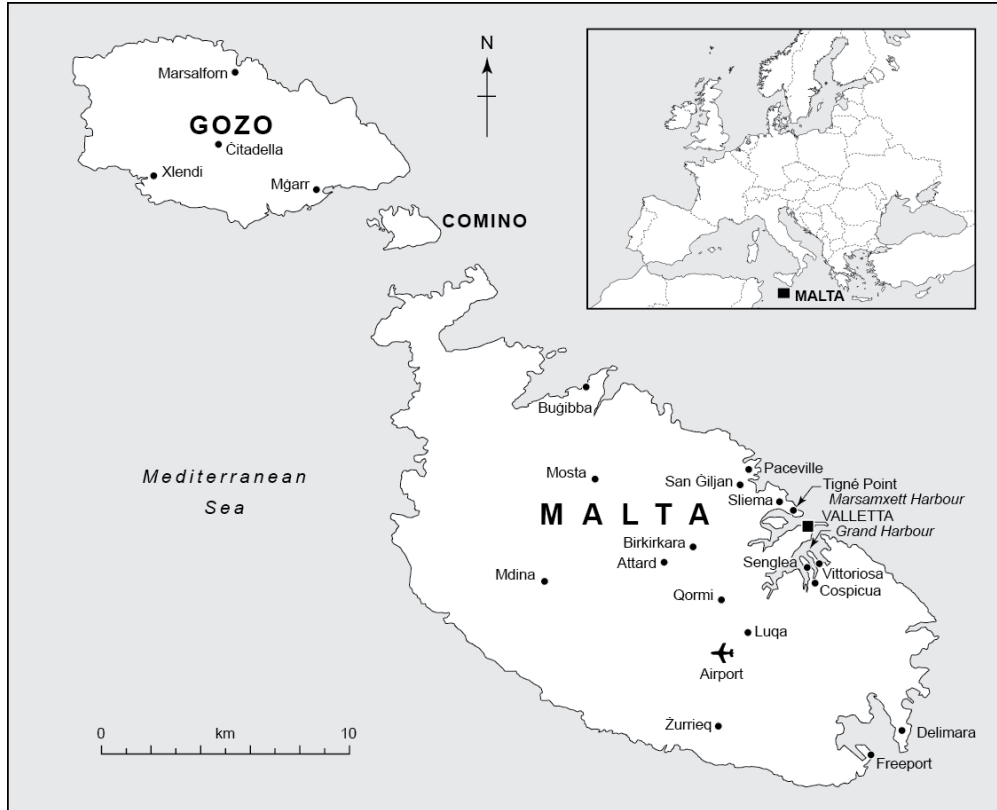 Marsalforn
GOZO
Ċitadella
Xlendi
Mġarr
COMINO
N
MALTA
Mediterranean
Sea
Buġibba
Mosta
San Ġiljan
Paceville
Sliema
Tigné Point
Marsamxett Harbour
VALLETTA
Grand Harbour
MALTA
Birkirkara
Attard
Mdina
Senglea
Vittoriosa
Cospicua
Qormi
Luqa
Airport
Żurrieq
Delimara
Freeport
0 km 10